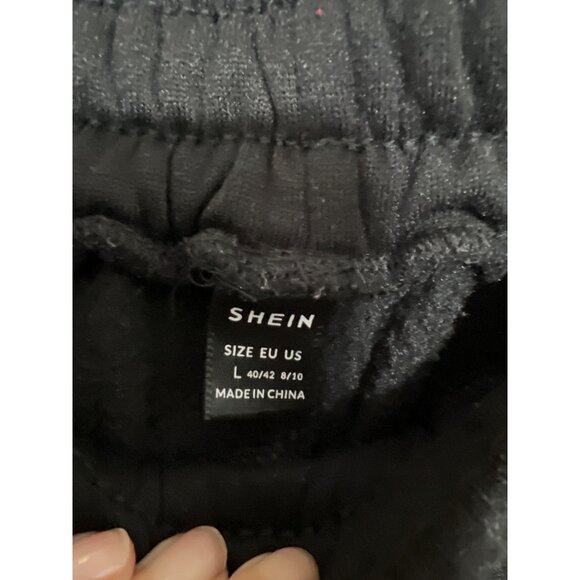 SHEIN
SIZE EU US
L 40/42 8/10
MADE IN CHINA